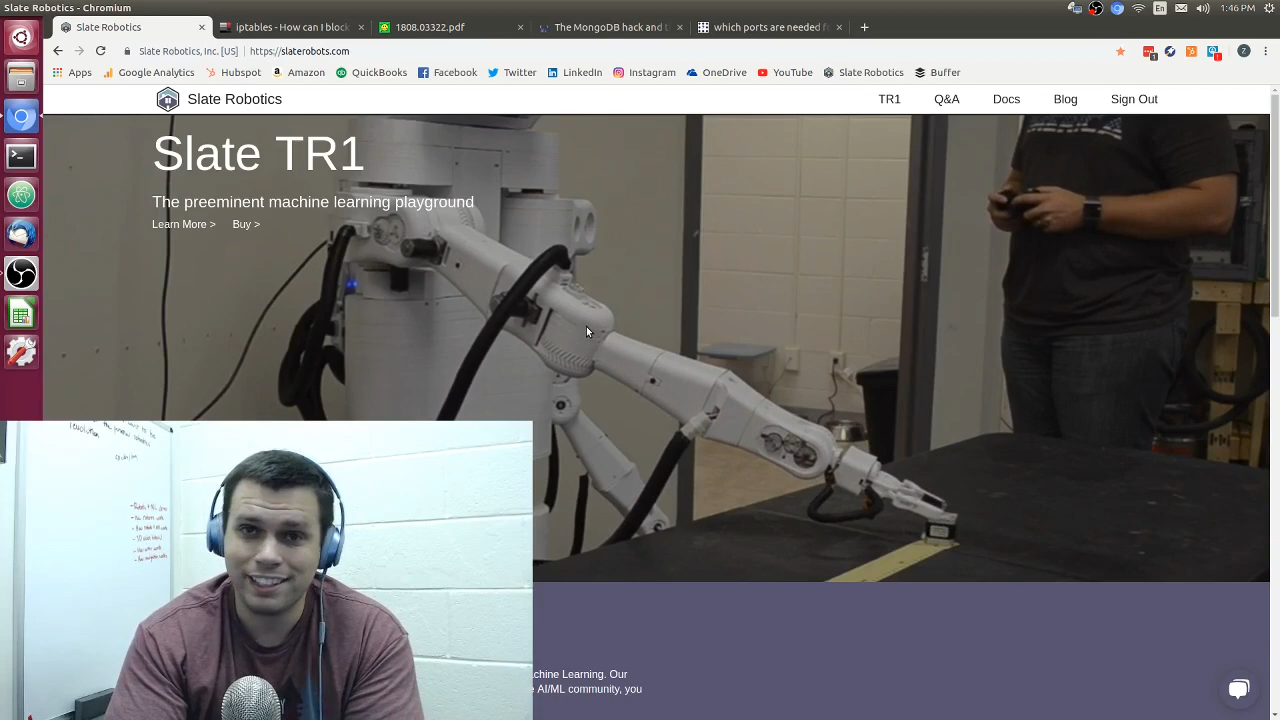 Slate Robotics - Chromium
En
1:46 PM
Slate Robotics
iptables - How can I block
1808.03322.pdf
The MongoDB hack and t
which ports are needed f
Slate Robotics, Inc. [US]
https://slaterobots.com
Apps
Google Analytics
Hubspot
Amazon
QuickBooks
Facebook
Twitter
LinkedIn
Instagram
OneDrive
YouTube
Slate Robotics
Buffer
Slate Robotics
TR1
Q&A
Docs
Blog
Sign Out
Slate TR1
The preeminent machine learning playground
Learn More >
Buy >
revolution
achine Learning. Our
e AI/ML community, you